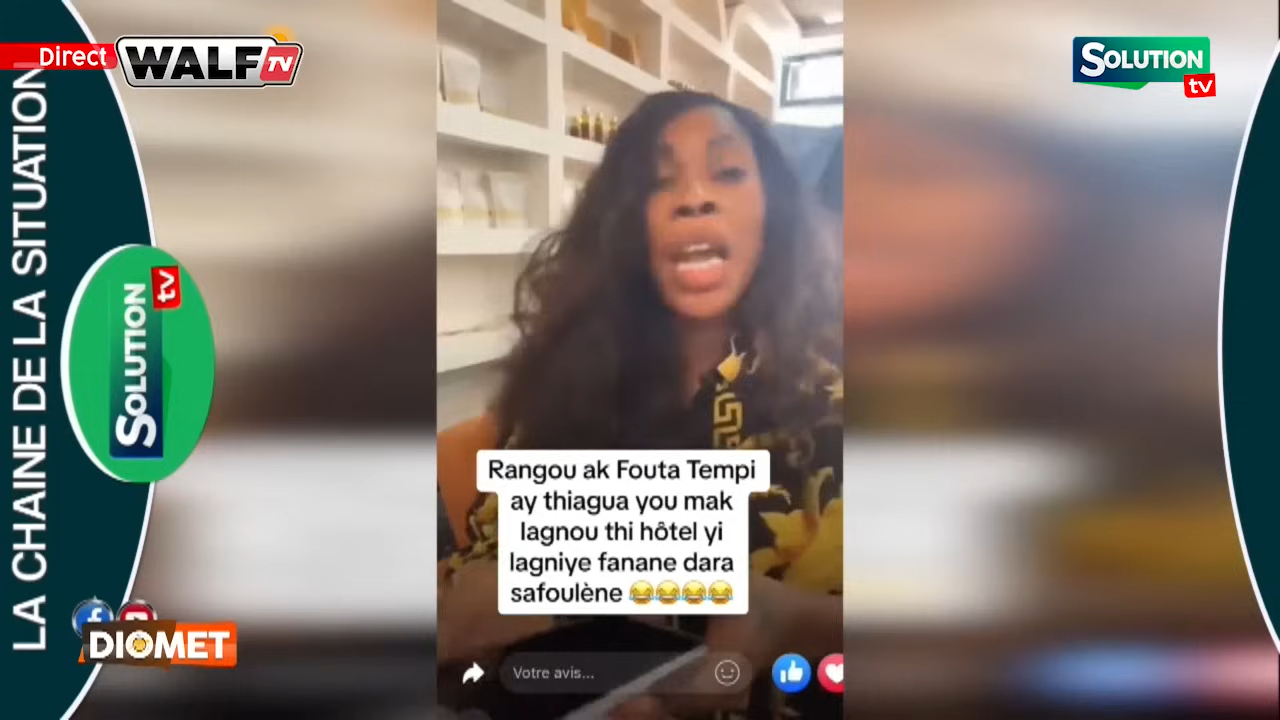 Direct
WALF TV
SOLUTION tv
LA CHAINE DE LA SITUATION
SOLUTION tv
Rangou ak Fouta Tempi
ay thiagua you mak
lagnou thi hôtel yi
lagniye fanane dara
safoulène 😂😂😂😂
DIOMET
Votre avis...